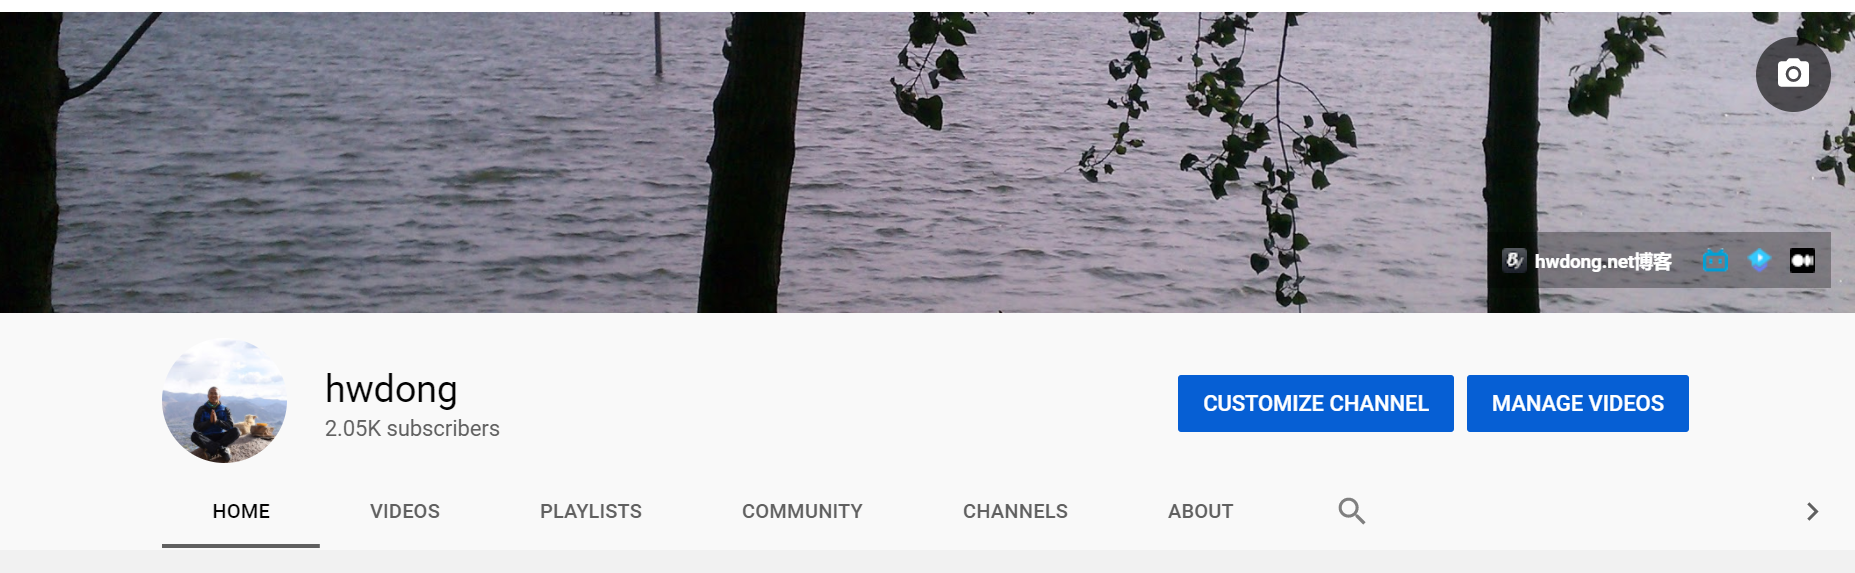 hwdong.net博客
hwdong
2.05K subscribers
CUSTOMIZE CHANNEL
MANAGE VIDEOS
HOME
VIDEOS
PLAYLISTS
COMMUNITY
CHANNELS
ABOUT